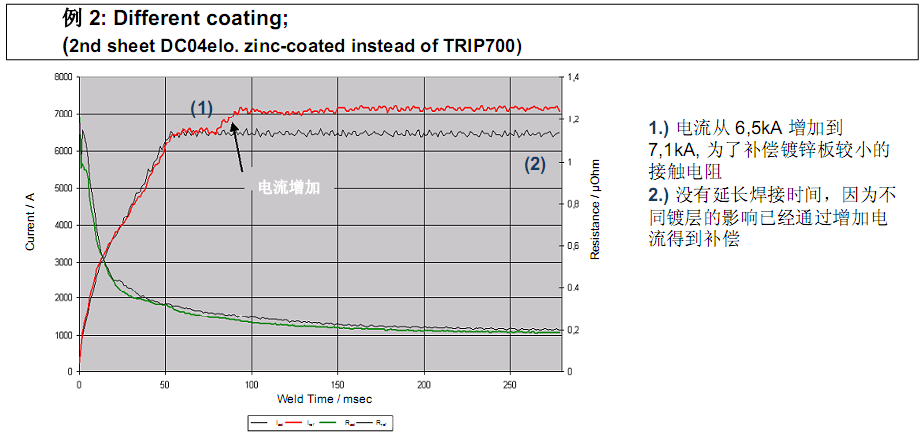 例 2: Different coating;
(2nd sheet DC04elo. zinc-coated instead of TRIP700)
8000
7000
6000
5000
4000
3000
2000
1000
0
Current / A
(1)
电流增加
(2)
1,4
1,2
1
0,8
0,6
0,4
0,2
0
Resistance / µOhm
0 50 100 150 200 250
Weld Time / msec
1.) 电流从 6,5kA 增加到
7,1kA, 为了补偿镀锌板较小的
接触电阻
2.) 没有延长焊接时间，因为不
同镀层的影响已经通过增加电
流得到补偿